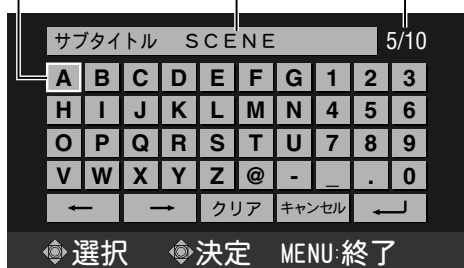 サブタイトル SCENE 5/10
A B C D E F G 1 2 3
H I J K L M N 4 5 6
O P Q R S T U 7 8 9
V W X Y Z @ - _ . 0
← → クリア キャンセル ↵
選択 決定 MENU:終了